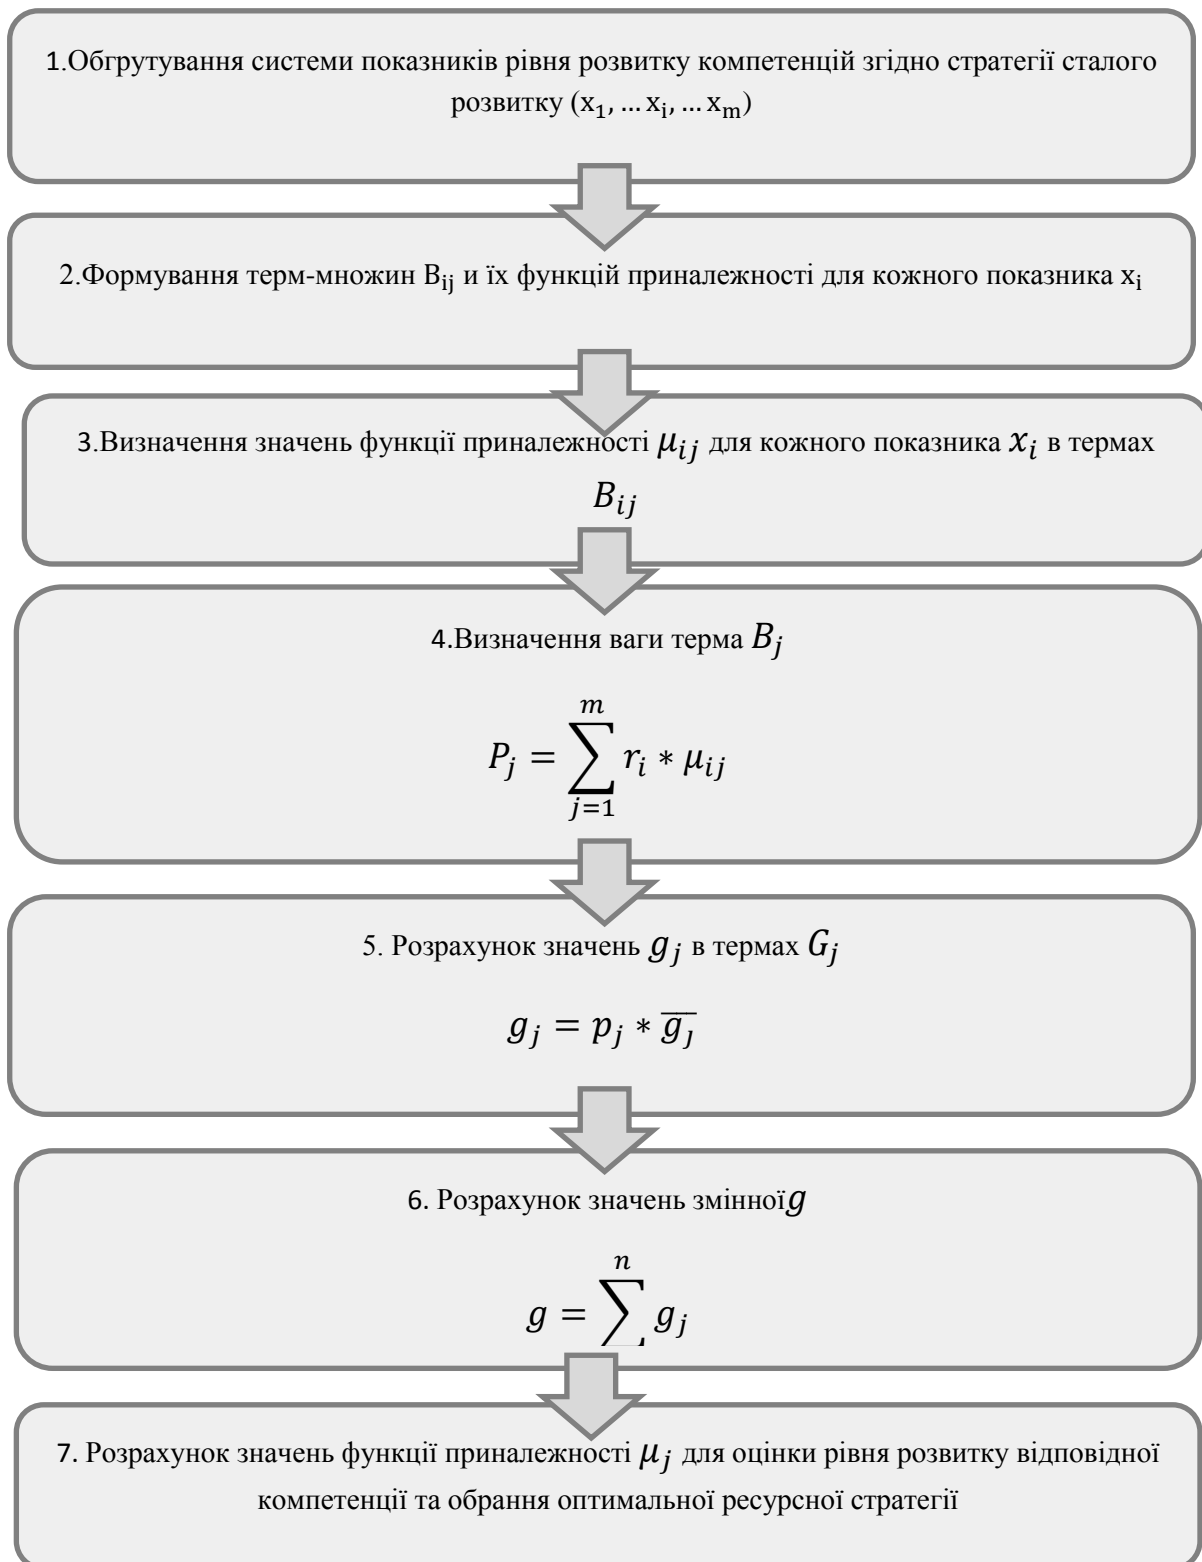 1.Обгрутування системи показників рівня розвитку компетенцій згідно стратегії сталого
розвитку (x₁, … xᵢ, … xₘ)
2.Формування терм-множин Bᵢⱼ и їх функцій приналежності для кожного показника xᵢ
3.Визначення значень функції приналежності μᵢⱼ для кожного показника xᵢ в термах
Bᵢⱼ
4.Визначення ваги терма Bⱼ
m
Pⱼ = ∑ rᵢ * μᵢⱼ
j=1
5. Розрахунок значень gⱼ в термах Gⱼ
gⱼ = pⱼ * g̅ⱼ
6. Розрахунок значень змінної g
n
g = ∑ gⱼ
7. Розрахунок значень функції приналежності μⱼ для оцінки рівня розвитку відповідної
компетенції та обрання оптимальної ресурсної стратегії